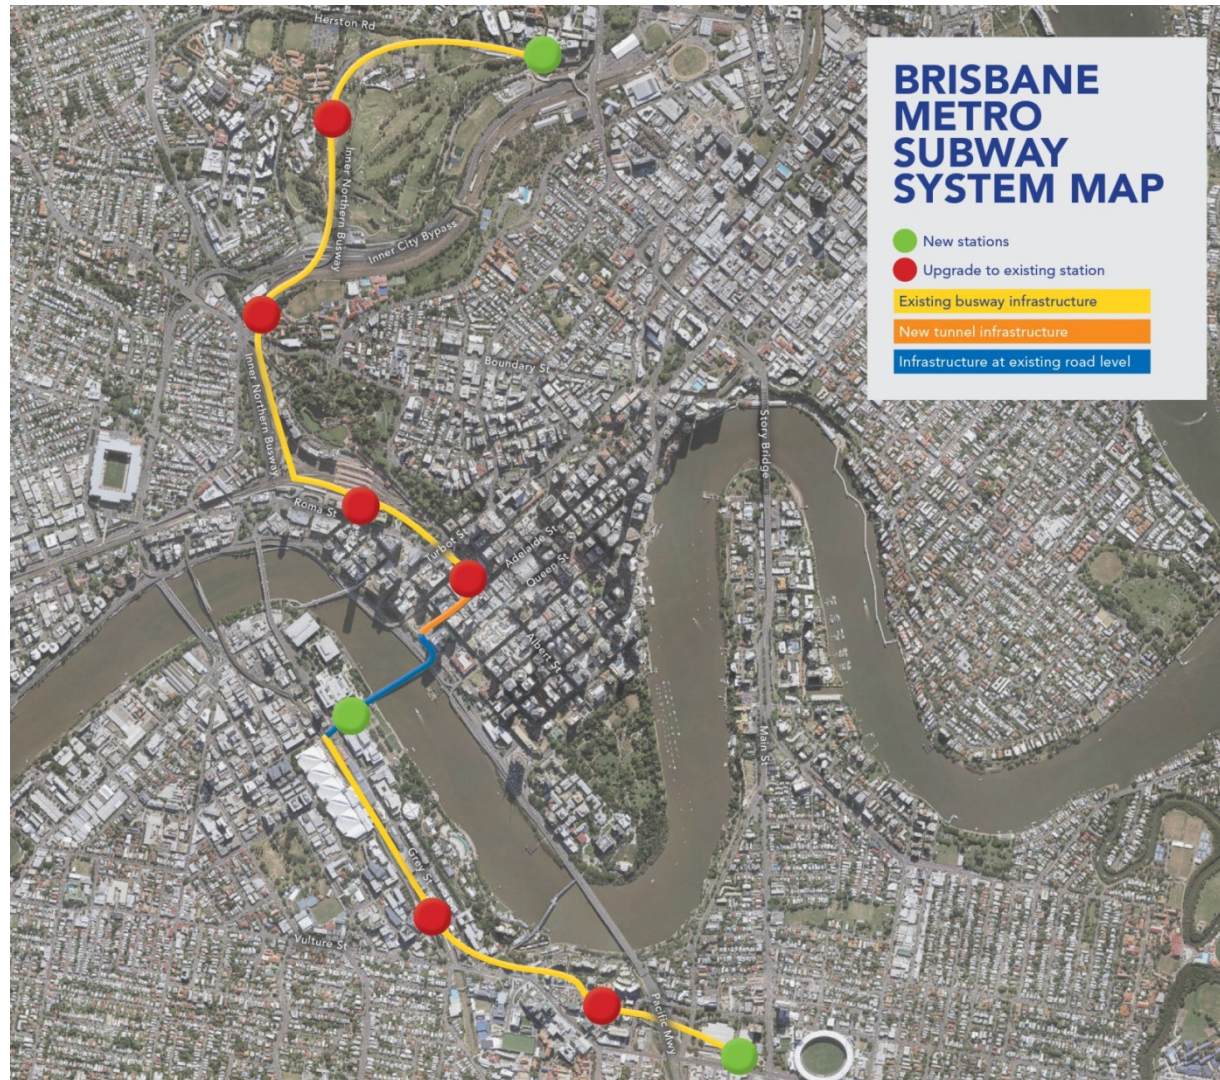 Herston Rd
BRISBANE
METRO
SUBWAY
SYSTEM MAP
New stations
Upgrade to existing station
Existing busway infrastructure
New tunnel infrastructure
Infrastructure at existing road level
Inner Northern Busway
Inner City Bypass
Inner Northern Busway
Boundary St
Story Bridge
Roma St
Turbot St
Adelaide St
Queen St
Albert St
Main St
Grey St
Vulture St
Pacific Mwy